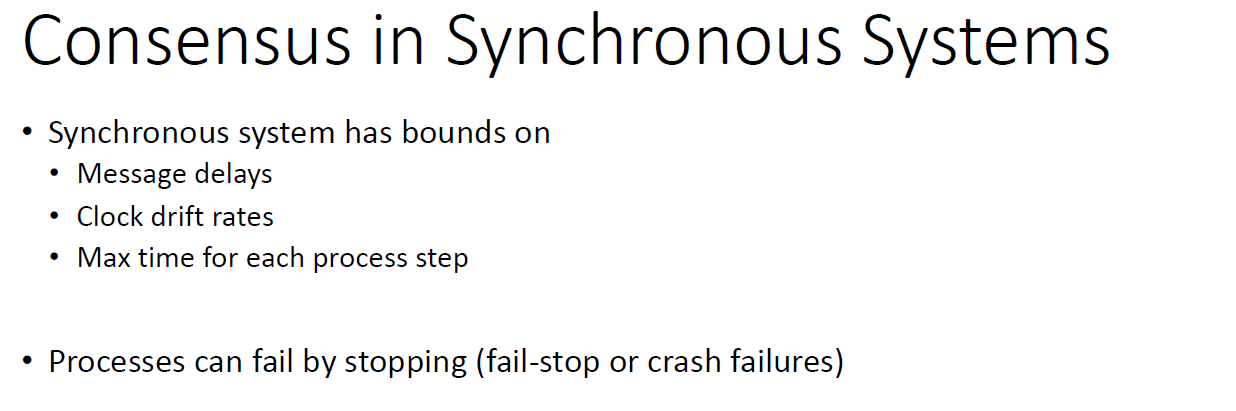 Consensus in Synchronous Systems
• Synchronous system has bounds on
• Message delays
• Clock drift rates
• Max time for each process step
• Processes can fail by stopping (fail-stop or crash failures)